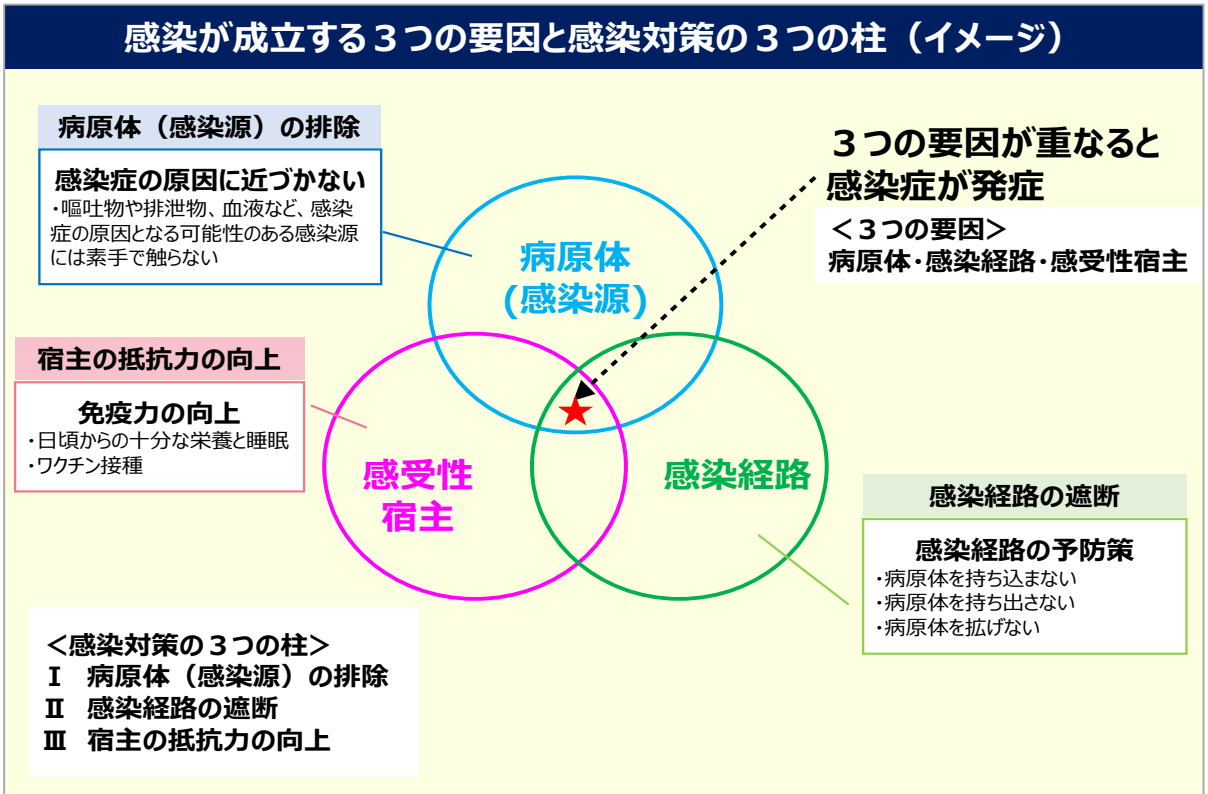 感染が成立する３つの要因と感染対策の３つの柱（イメージ）
病原体（感染源）の排除
感染症の原因に近づかない
・嘔吐物や排泄物、血液など、感染
症の原因となる可能性のある感染源
には素手で触らない
３つの要因が重なると
感染症が発症
＜３つの要因＞
病原体・感染経路・感受性宿主
病原体
(感染源)
宿主の抵抗力の向上
免疫力の向上
・日頃からの十分な栄養と睡眠
・ワクチン接種
感受性
宿主
感染経路
感染経路の遮断
感染経路の予防策
・病原体を持ち込まない
・病原体を持ち出さない
・病原体を拡げない
＜感染対策の３つの柱＞
Ⅰ　病原体（感染源）の排除
Ⅱ　感染経路の遮断
Ⅲ　宿主の抵抗力の向上